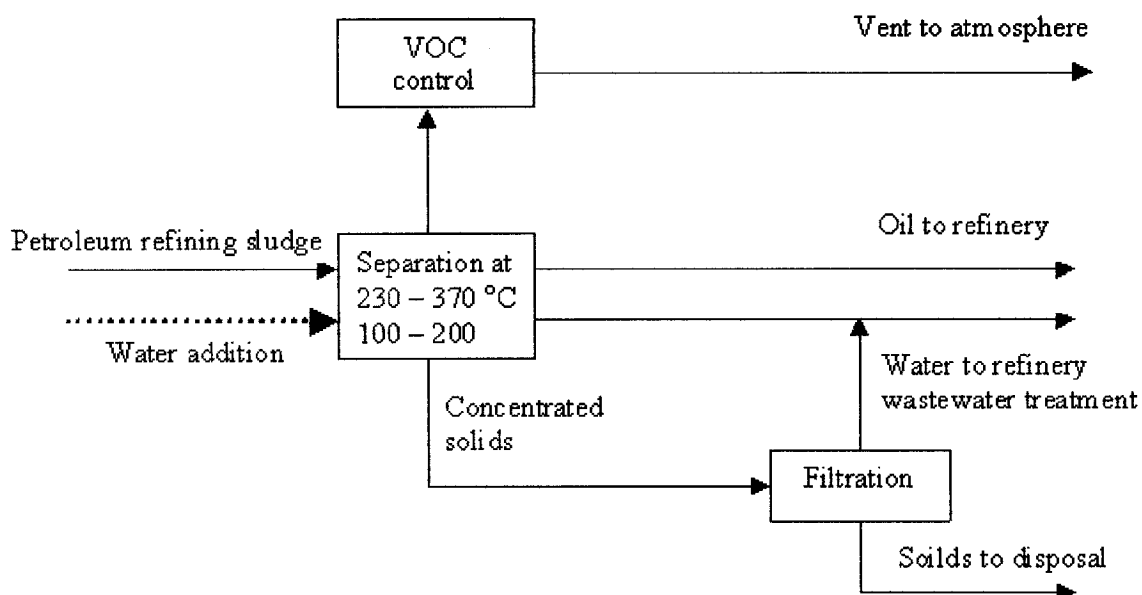 VOC
control
Vent to atmosphere
Petroleum refining sludge
Water addition
Separation at
230 – 370 °C
100 – 200
Oil to refinery
Water to refinery
wastewater treatment
Concentrated
solids
Filtration
Soilds to disposal